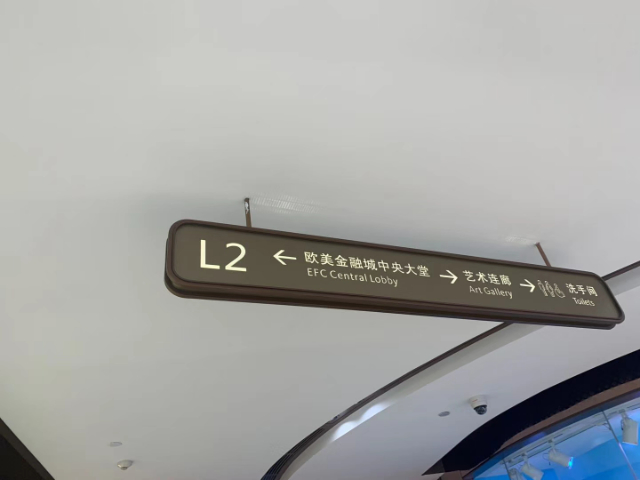 L2
← 欧美金融城中央大堂
EFC Central Lobby
→ 艺术连廊
Art Gallery
→ 洗手间
Toilets